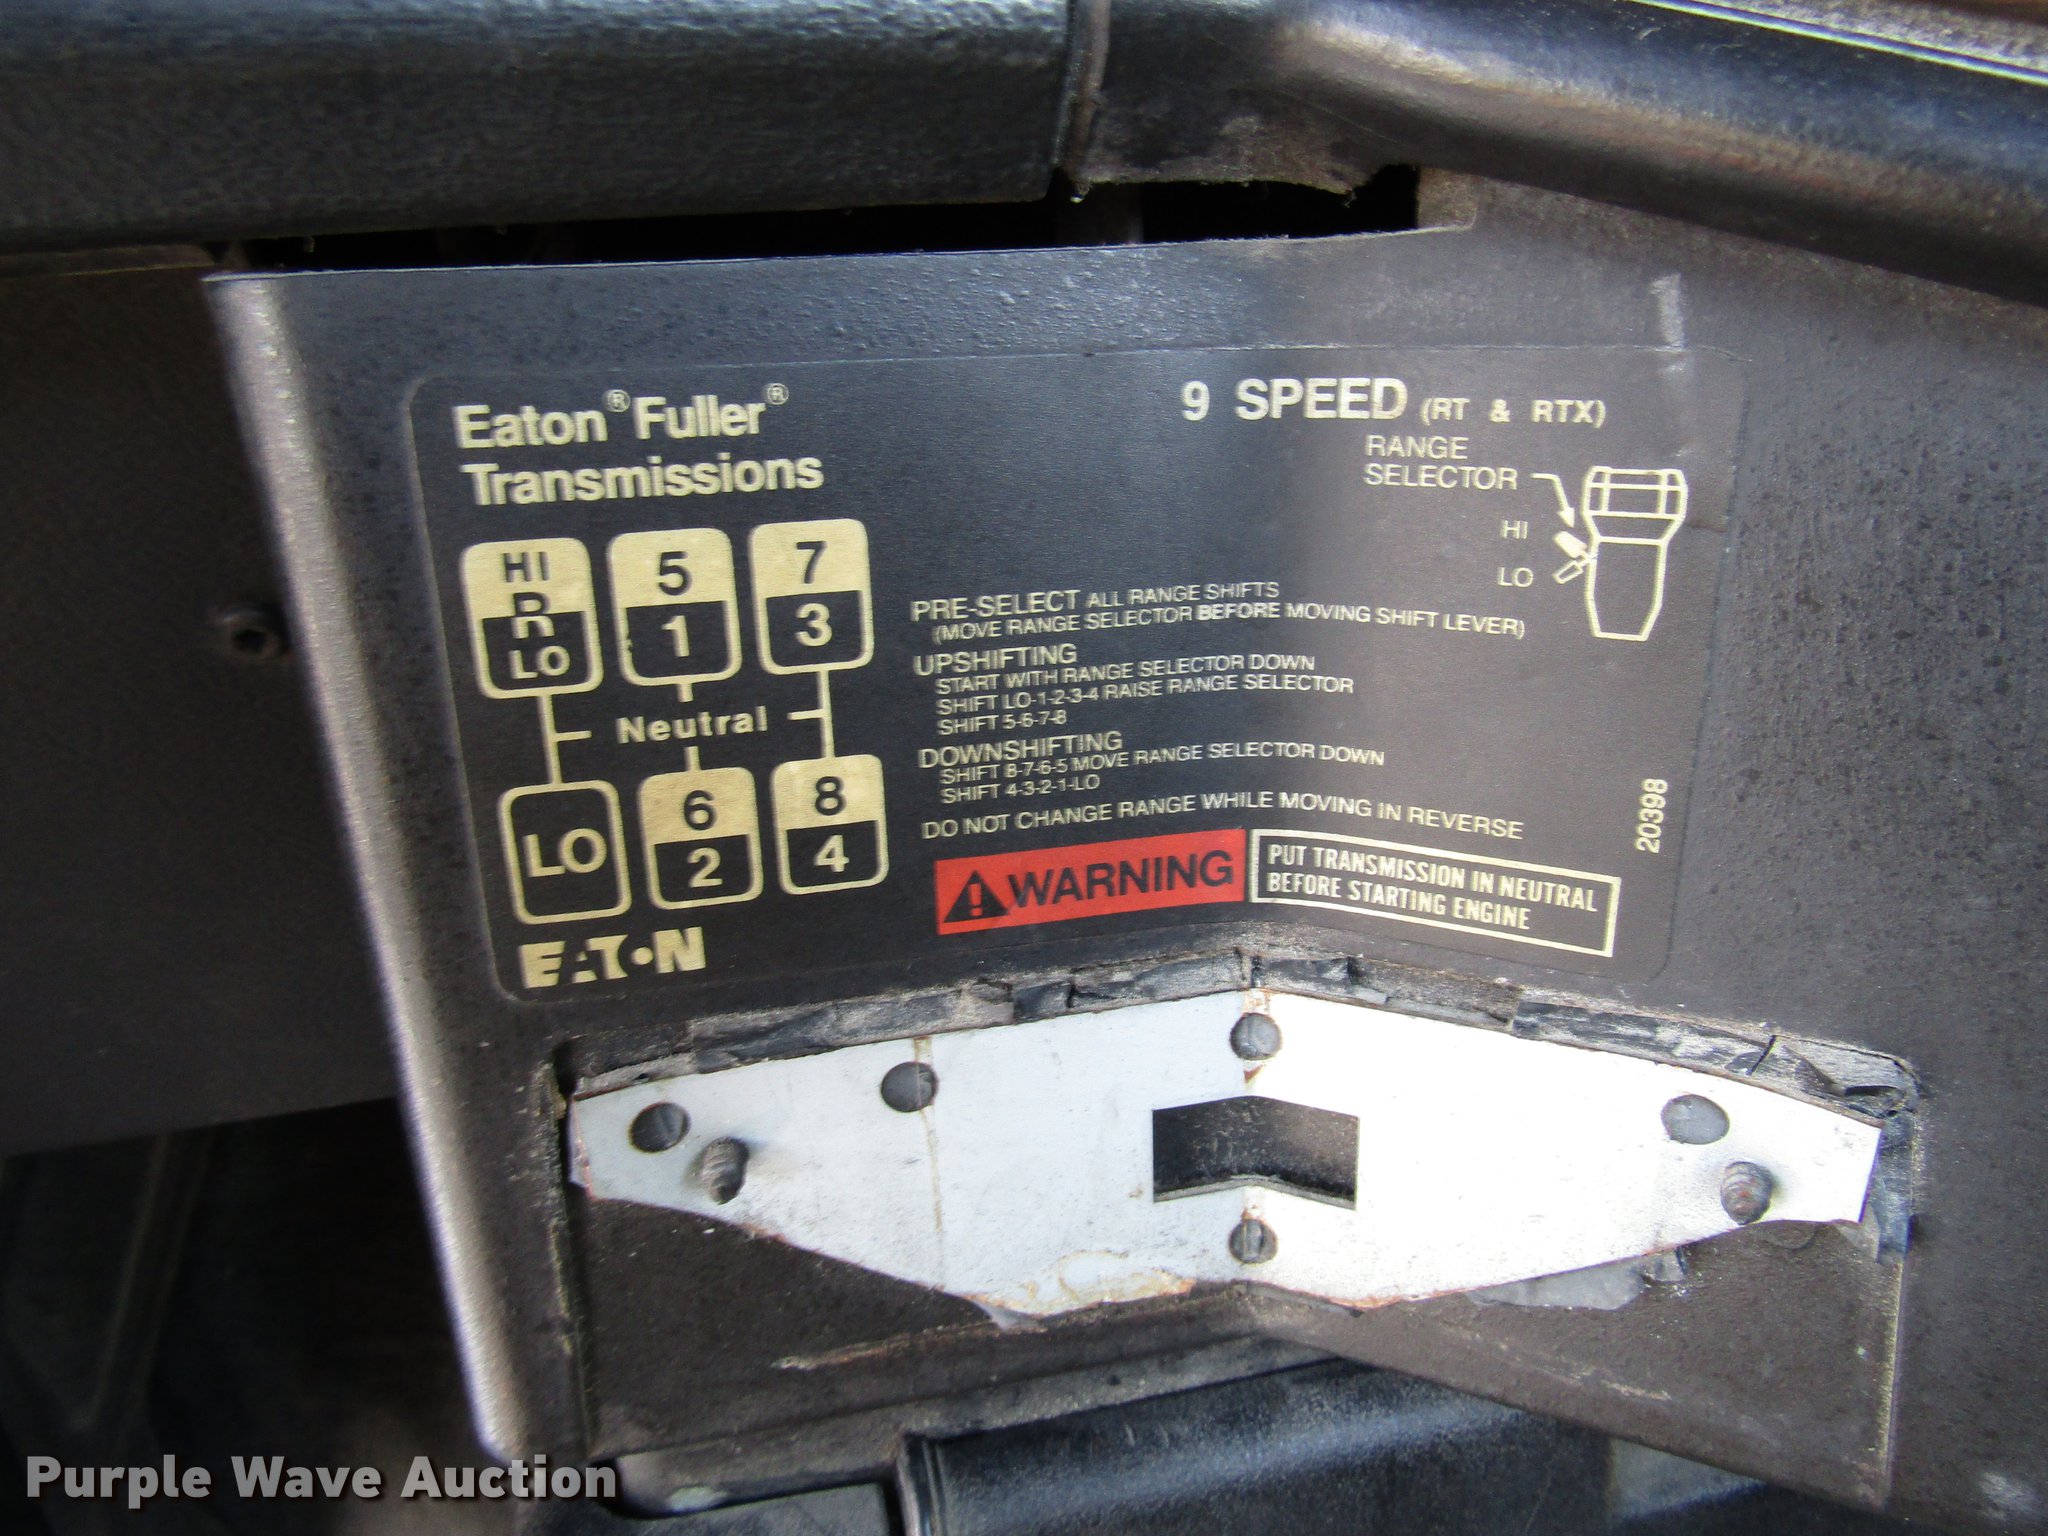 Eaton® Fuller®
Transmissions
9 SPEED (RT & RTX)
RANGE
SELECTOR
HI
LO
HI
R
LO
5
1
7
3
Neutral
LO
6
2
8
4
EATON
PRE-SELECT ALL RANGE SHIFTS
(MOVE RANGE SELECTOR BEFORE MOVING SHIFT LEVER)
UPSHIFTING
START WITH RANGE SELECTOR DOWN
SHIFT LO-1-2-3-4 RAISE RANGE SELECTOR
SHIFT 5-6-7-8
DOWNSHIFTING
SHIFT 8-7-6-5 MOVE RANGE SELECTOR DOWN
SHIFT 4-3-2-1-LO
DO NOT CHANGE RANGE WHILE MOVING IN REVERSE
WARNING
PUT TRANSMISSION IN NEUTRAL
BEFORE STARTING ENGINE
20398
Purple Wave Auction